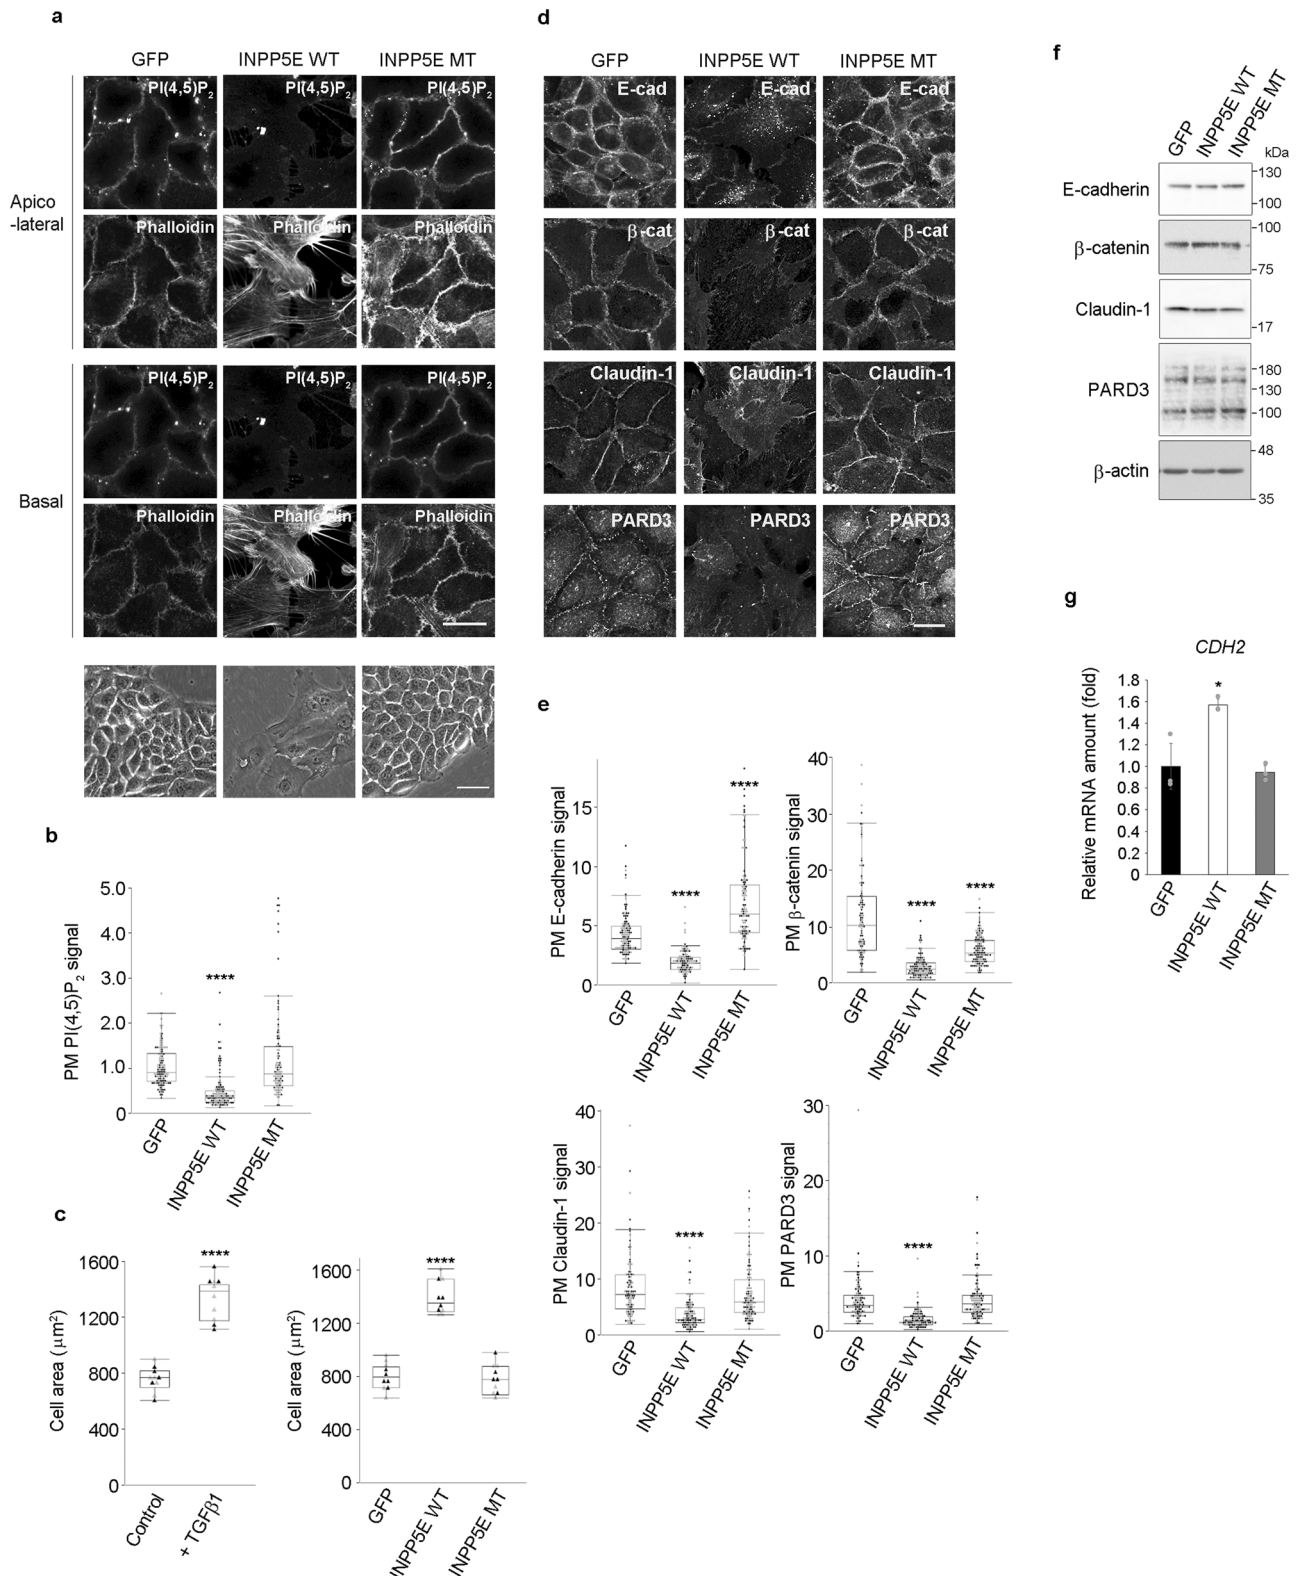 a
GFP INPP5E WT INPP5E MT
Apico
-lateral
PI(4,5)P2 PI(4,5)P2 PI(4,5)P2
Phalloidin Phalloidin Phalloidin
Basal
PI(4,5)P2 PI(4,5)P2 PI(4,5)P2
Phalloidin Phalloidin Phalloidin
b
PM PI(4,5)P2 signal
5.0
4.0
3.0
2.0
1.0
0
****
GFP
INPP5E WT
INPP5E MT
c
Cell area (μm2)
1600
1200
800
400
0
****
Control
+ TGFβ1
Cell area (μm2)
1600
1200
800
400
0
****
GFP
INPP5E WT
INPP5E MT
d
GFP INPP5E WT INPP5E MT
E-cad E-cad E-cad
β-cat β-cat β-cat
Claudin-1 Claudin-1 Claudin-1
PARD3 PARD3 PARD3
e
PM E-cadherin signal
15
10
5
0
****
****
GFP
INPP5E WT
INPP5E MT
PM β-catenin signal
40
30
20
10
0
****
****
GFP
INPP5E WT
INPP5E MT
PM Claudin-1 signal
40
30
20
10
0
****
GFP
INPP5E WT
INPP5E MT
PM PARD3 signal
30
20
10
0
****
GFP
INPP5E WT
INPP5E MT
f
GFP
INPP5E WT
INPP5E MT
kDa
E-cadherin
130
100
β-catenin
100
75
Claudin-1
17
PARD3
180
130
100
β-actin
48
35
g
CDH2
Relative mRNA amount (fold)
1.8
1.6
1.4
1.2
1.0
0.8
0.6
0.4
0.2
0
*
GFP
INPP5E WT
INPP5E MT